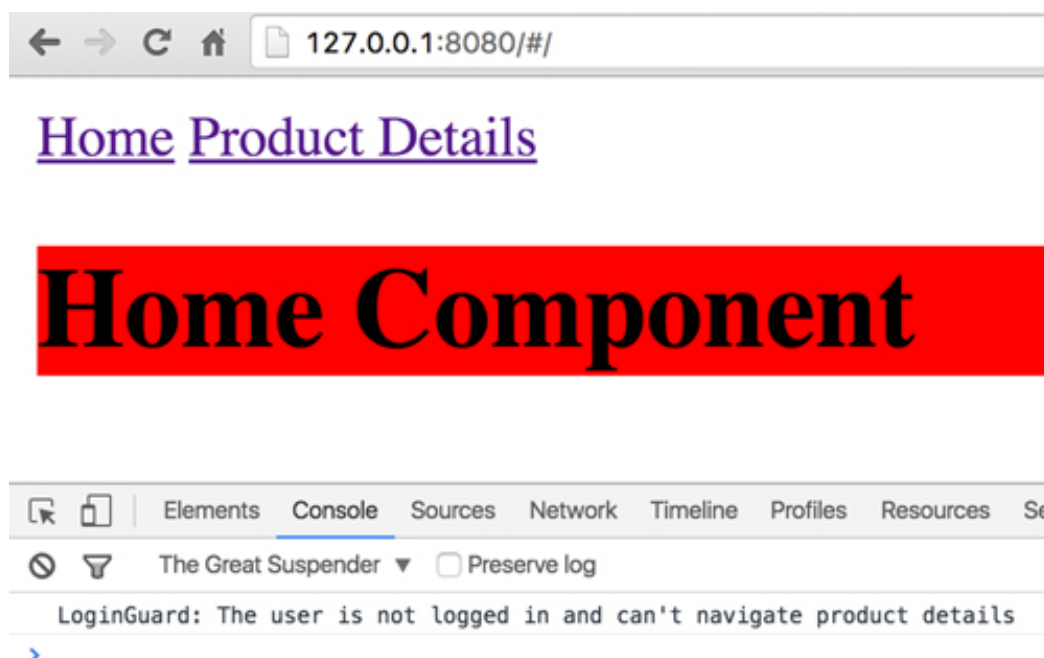 127.0.0.1:8080/#/
Home Product Details
Home Component
Elements Console Sources Network Timeline Profiles Resources
The Great Suspender ▼ Preserve log
LoginGuard: The user is not logged in and can't navigate product details
>